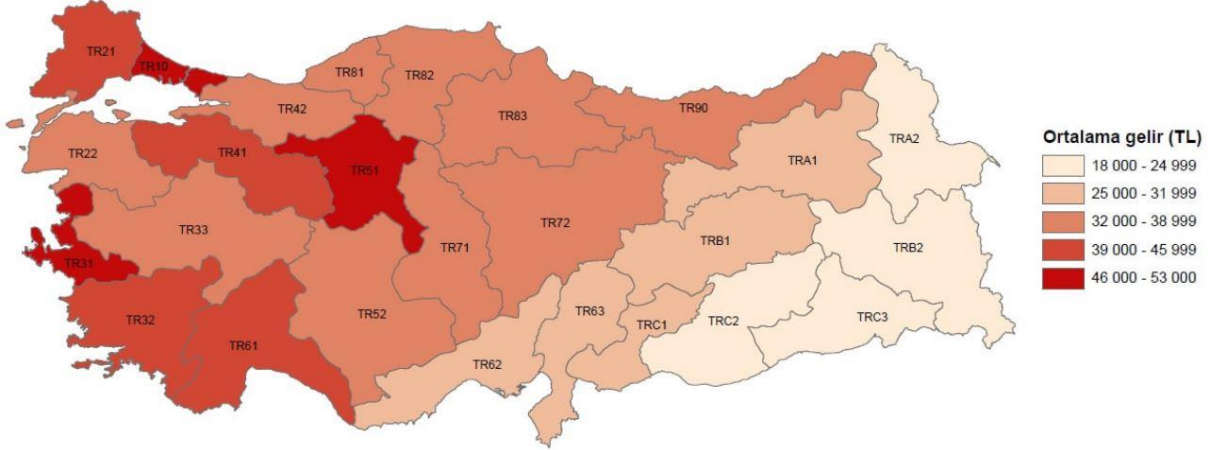 TR21
TR10
TR81
TR82
TR42
TR83
TR90
TRA2
TR22
TR41
TR51
TRA1
TR33
TR71
TR72
TRB1
TRB2
TR31
TR32
TR52
TR63
TRC1
TRC2
TRC3
TR61
TR62
Ortalama gelir (TL)
18 000 - 24 999
25 000 - 31 999
32 000 - 38 999
39 000 - 45 999
46 000 - 53 000